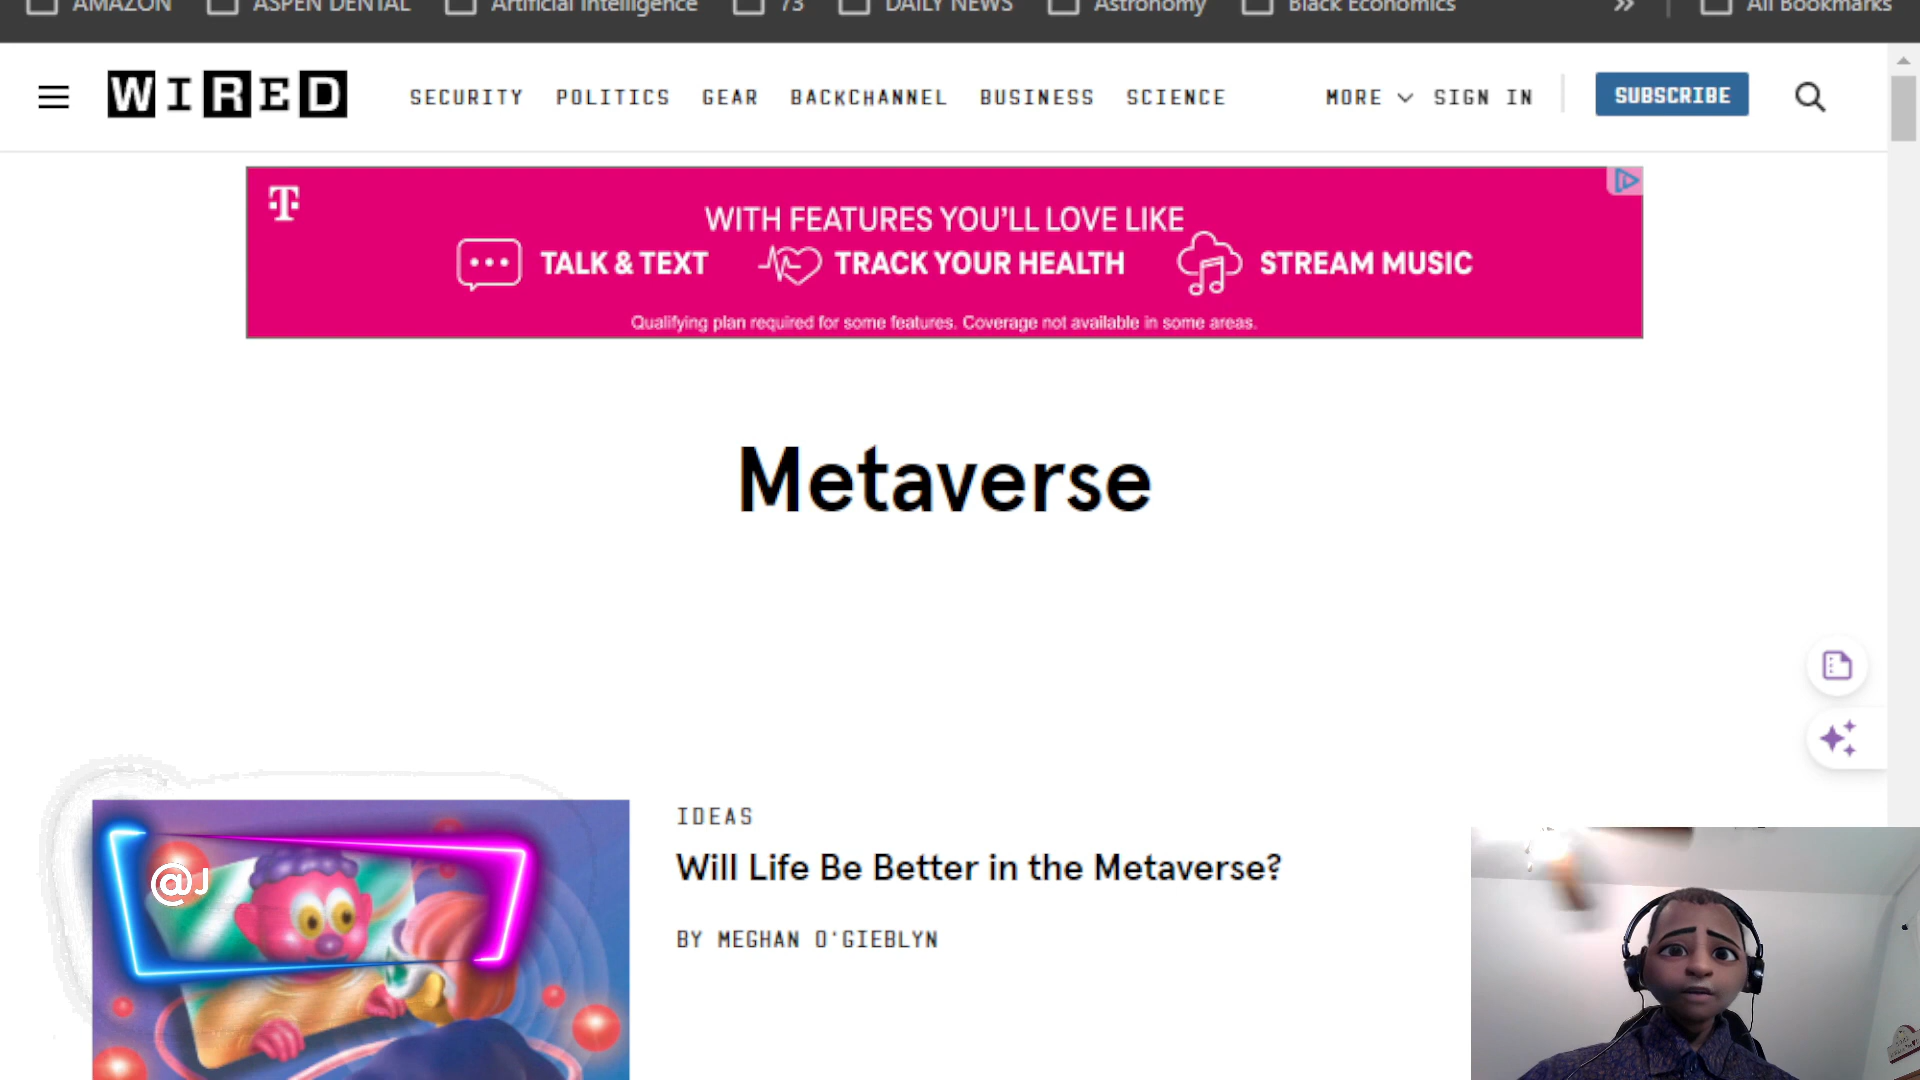 AMAZON ASPEN DENTAL Artificial Intelligence 73 DAILY NEWS Astronomy Black Economics » All Bookmarks
WIRED SECURITY POLITICS GEAR BACKCHANNEL BUSINESS SCIENCE MORE SIGN IN SUBSCRIBE
T
WITH FEATURES YOU'LL LOVE LIKE
TALK & TEXT TRACK YOUR HEALTH STREAM MUSIC
Qualifying plan required for some features. Coverage not available in some areas.
Metaverse
IDEAS
Will Life Be Better in the Metaverse?
BY MEGHAN O'GIEBLYN
@J